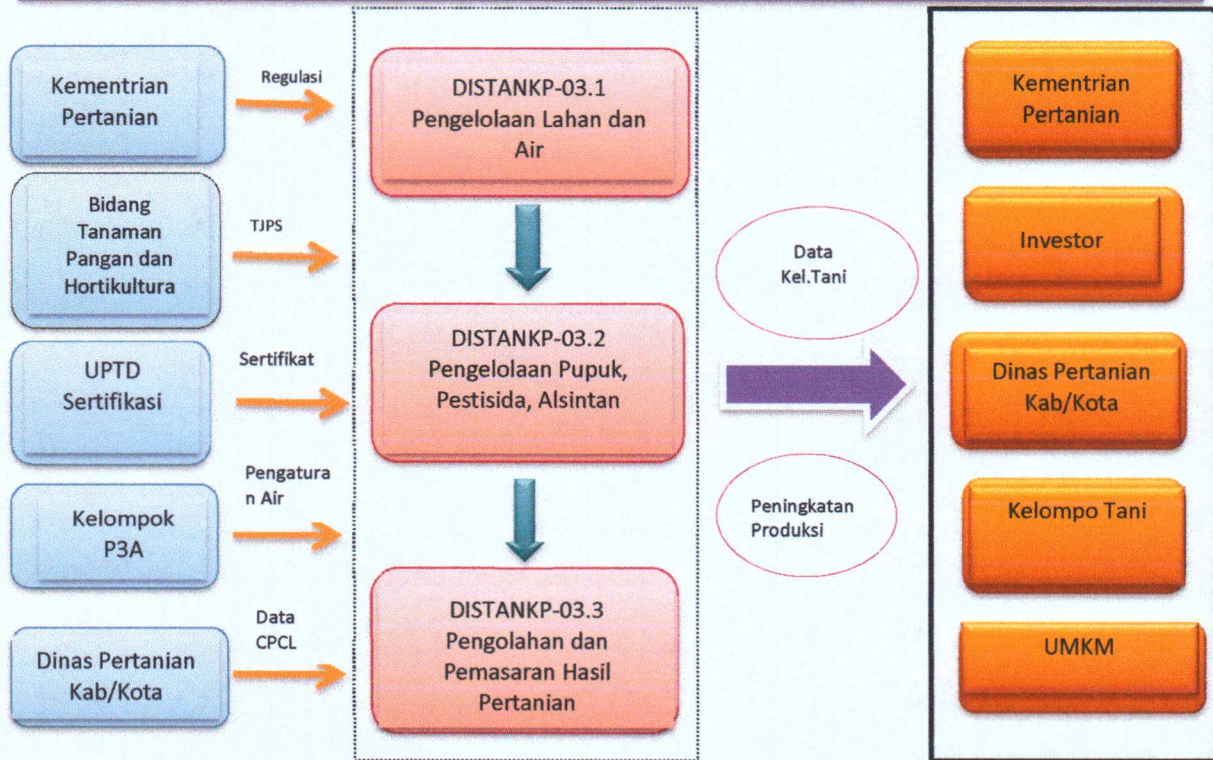 Kementrian
Pertanian
Regulasi
DISTANKP-03.1
Pengelolaan Lahan dan
Air
Kementrian
Pertanian
Bidang
Tanaman
Pangan dan
Hortikultura
TJPS
Data
Kel.Tani
Investor
UPTD
Sertifikasi
Sertifikat
DISTANKP-03.2
Pengelolaan Pupuk,
Pestisida, Alsintan
Dinas Pertanian
Kab/Kota
Kelompok
P3A
Pengatura
n Air
Peningkatan
Produksi
Kelompo Tani
Dinas Pertanian
Kab/Kota
Data
CPCL
DISTANKP-03.3
Pengolahan dan
Pemasaran Hasil
Pertanian
UMKM